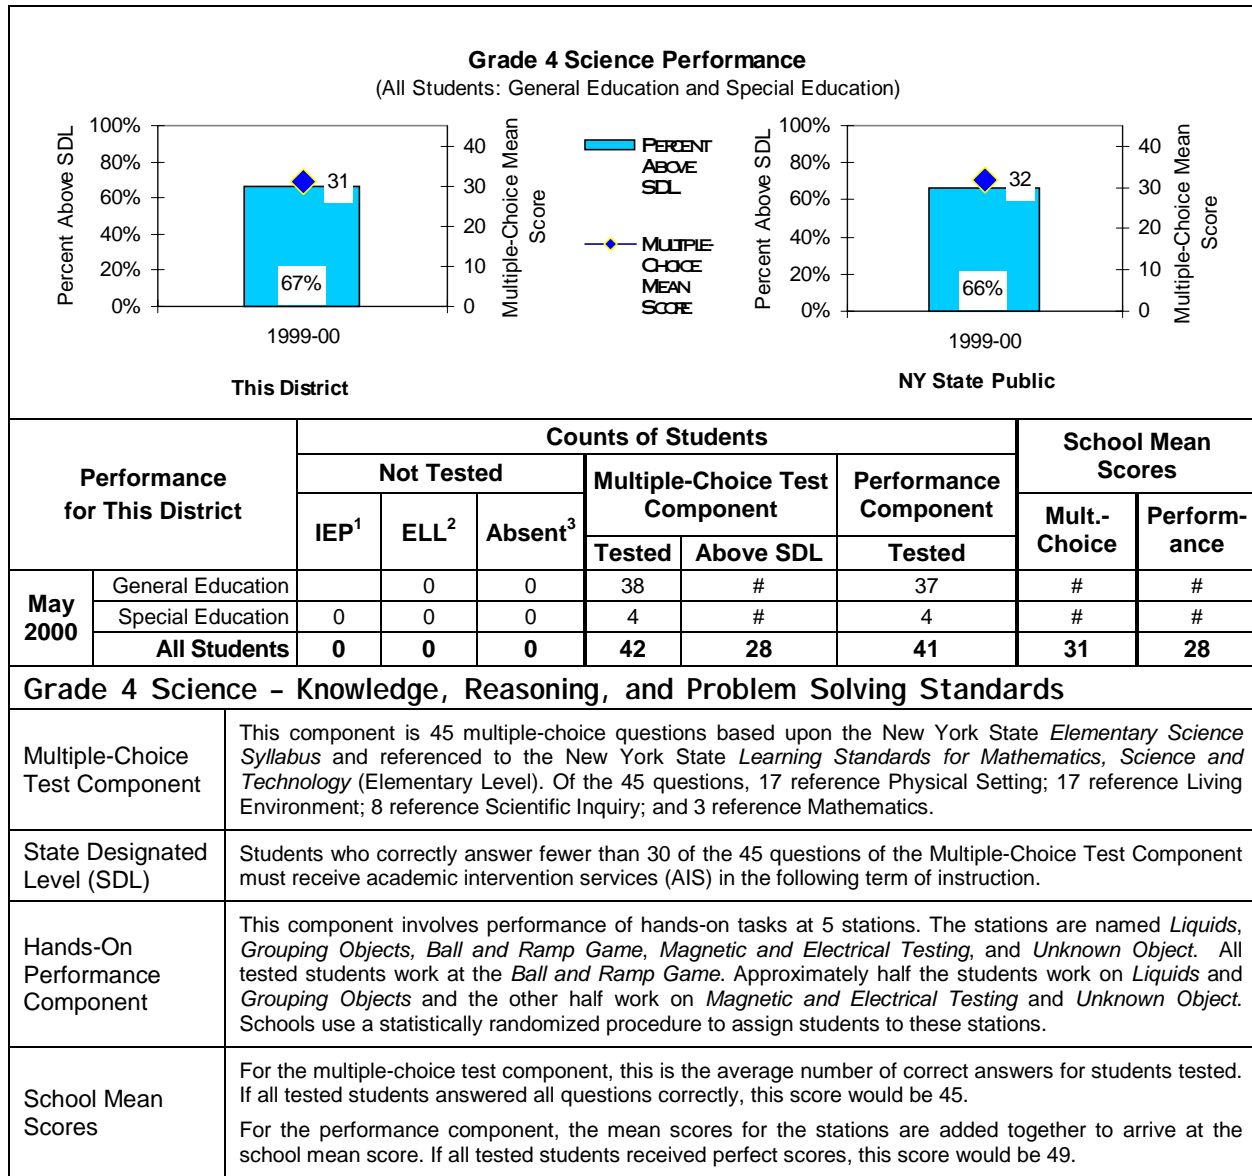 Grade 4 Science Performance
(All Students: General Education and Special Education)
Percent Above SDL
100%
80%
60%
40%
20%
0%
31
67%
40
30
20
10
0
Multiple-Choice Mean
Score
1999-00
This District
PERCENT
ABOVE
SDL
MULTIPLE-
CHOICE
MEAN
SCORE
Percent Above SDL
100%
80%
60%
40%
20%
0%
32
66%
40
30
20
10
0
Multiple-Choice Mean
Score
1999-00
NY State Public
Performance
for This District
Counts of Students
School Mean
Scores
Not Tested
Multiple-Choice Test
Component
Performance
Component
IEP1 ELL2 Absent3
Mult.-
Choice
Perform-
ance
Tested Above SDL Tested
May
2000
General Education 0 0 38 # 37 # #
Special Education 0 0 0 4 # 4 # #
All Students 0 0 0 42 28 41 31 28
Grade 4 Science – Knowledge, Reasoning, and Problem Solving Standards
Multiple-Choice
Test Component
This component is 45 multiple-choice questions based upon the New York State Elementary Science
Syllabus and referenced to the New York State Learning Standards for Mathematics, Science and
Technology (Elementary Level). Of the 45 questions, 17 reference Physical Setting; 17 reference Living
Environment; 8 reference Scientific Inquiry; and 3 reference Mathematics.
State Designated
Level (SDL)
Students who correctly answer fewer than 30 of the 45 questions of the Multiple-Choice Test Component
must receive academic intervention services (AIS) in the following term of instruction.
Hands-On
Performance
Component
This component involves performance of hands-on tasks at 5 stations. The stations are named Liquids,
Grouping Objects, Ball and Ramp Game, Magnetic and Electrical Testing, and Unknown Object. All
tested students work at the Ball and Ramp Game. Approximately half the students work on Liquids and
Grouping Objects and the other half work on Magnetic and Electrical Testing and Unknown Object.
Schools use a statistically randomized procedure to assign students to these stations.
School Mean
Scores
For the multiple-choice test component, this is the average number of correct answers for students tested.
If all tested students answered all questions correctly, this score would be 45.
For the performance component, the mean scores for the stations are added together to arrive at the
school mean score. If all tested students received perfect scores, this score would be 49.